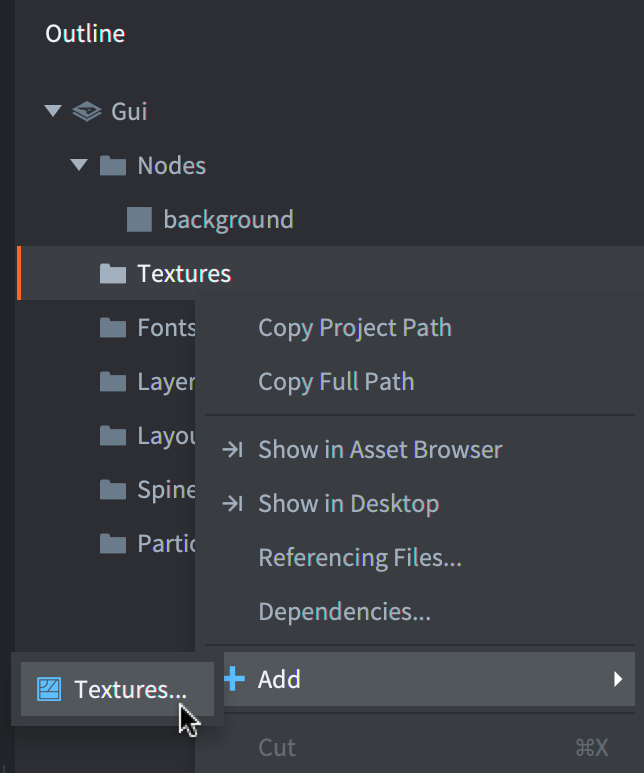 Outline
Gui
Nodes
background
Textures
Fonts
Copy Project Path
Layer
Copy Full Path
Layou
Show in Asset Browser
Spine
Show in Desktop
Partic
Referencing Files...
Dependencies...
Textures...
Add
Cut ⌘X